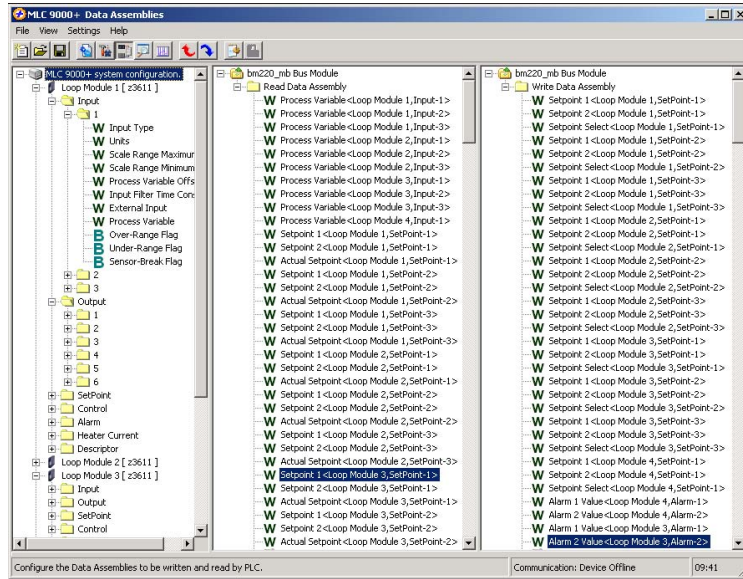 MLC 9000+ Data Assemblies
File View Settings Help
MLC 9000+ system configuration.
Loop Module 1 [ z3611 ]
Input
1
W Input Type
W Units
W Scale Range Maximur
W Scale Range Minimum
W Process Variable Offs
W Input Filter Time Con:
W External Input
W Process Variable
B Over-Range Flag
B Under-Range Flag
B Sensor-Break Flag
2
3
Output
1
2
3
4
5
6
SetPoint
Control
Alarm
Heater Current
Descriptor
Loop Module 2 [ z3611 ]
Loop Module 3 [ z3611 ]
Input
Output
SetPoint
Control
bm220_mb Bus Module
Read Data Assembly
W Process Variable<Loop Module 1,Input-1>
W Process Variable<Loop Module 1,Input-2>
W Process Variable<Loop Module 1,Input-3>
W Process Variable<Loop Module 2,Input-1>
W Process Variable<Loop Module 2,Input-2>
W Process Variable<Loop Module 2,Input-3>
W Process Variable<Loop Module 3,Input-1>
W Process Variable<Loop Module 3,Input-2>
W Process Variable<Loop Module 3,Input-3>
W Process Variable<Loop Module 4,Input-1>
W Setpoint 1<Loop Module 1,SetPoint-1>
W Setpoint 2<Loop Module 1,SetPoint-1>
W Actual Setpoint<Loop Module 1,SetPoint-1>
W Setpoint 1<Loop Module 1,SetPoint-2>
W Setpoint 2<Loop Module 1,SetPoint-2>
W Actual Setpoint<Loop Module 1,SetPoint-2>
W Setpoint 1<Loop Module 1,SetPoint-3>
W Setpoint 2<Loop Module 1,SetPoint-3>
W Actual Setpoint<Loop Module 1,SetPoint-3>
W Setpoint 1<Loop Module 2,SetPoint-1>
W Setpoint 2<Loop Module 2,SetPoint-1>
W Actual Setpoint<Loop Module 2,SetPoint-1>
W Setpoint 1<Loop Module 2,SetPoint-2>
W Setpoint 2<Loop Module 2,SetPoint-2>
W Actual Setpoint<Loop Module 2,SetPoint-2>
W Setpoint 1<Loop Module 2,SetPoint-3>
W Setpoint 2<Loop Module 2,SetPoint-3>
W Actual Setpoint<Loop Module 2,SetPoint-3>
W Setpoint 1<Loop Module 3,SetPoint-1>
W Setpoint 2<Loop Module 3,SetPoint-1>
W Actual Setpoint<Loop Module 3,SetPoint-1>
W Setpoint 1<Loop Module 3,SetPoint-2>
W Setpoint 2<Loop Module 3,SetPoint-2>
W Actual Setpoint<Loop Module 3,SetPoint-2>
bm220_mb Bus Module
Write Data Assembly
W Setpoint 1<Loop Module 1,SetPoint-1>
W Setpoint 2<Loop Module 1,SetPoint-1>
W Setpoint Select<Loop Module 1,SetPoint-1>
W Setpoint 1<Loop Module 1,SetPoint-2>
W Setpoint 2<Loop Module 1,SetPoint-2>
W Setpoint Select<Loop Module 1,SetPoint-2>
W Setpoint 1<Loop Module 1,SetPoint-3>
W Setpoint 2<Loop Module 1,SetPoint-3>
W Setpoint Select<Loop Module 1,SetPoint-3>
W Setpoint 1<Loop Module 2,SetPoint-1>
W Setpoint 2<Loop Module 2,SetPoint-1>
W Setpoint Select<Loop Module 2,SetPoint-1>
W Setpoint 1<Loop Module 2,SetPoint-2>
W Setpoint 2<Loop Module 2,SetPoint-2>
W Setpoint Select<Loop Module 2,SetPoint-2>
W Setpoint 1<Loop Module 2,SetPoint-3>
W Setpoint 2<Loop Module 2,SetPoint-3>
W Setpoint Select<Loop Module 2,SetPoint-3>
W Setpoint 1<Loop Module 3,SetPoint-1>
W Setpoint 2<Loop Module 3,SetPoint-1>
W Setpoint Select<Loop Module 3,SetPoint-1>
W Setpoint 1<Loop Module 3,SetPoint-2>
W Setpoint 2<Loop Module 3,SetPoint-2>
W Setpoint Select<Loop Module 3,SetPoint-2>
W Setpoint 1<Loop Module 3,SetPoint-3>
W Setpoint 2<Loop Module 3,SetPoint-3>
W Setpoint Select<Loop Module 3,SetPoint-3>
W Setpoint 1<Loop Module 4,SetPoint-1>
W Setpoint 2<Loop Module 4,SetPoint-1>
W Setpoint Select<Loop Module 4,SetPoint-1>
W Alarm 1 Value<Loop Module 4,Alarm-1>
W Alarm 2 Value<Loop Module 4,Alarm-2>
W Alarm 1 Value<Loop Module 3,Alarm-1>
W Alarm 2 Value<Loop Module 3,Alarm-2>
Configure the Data Assemblies to be written and read by PLC.
Communication: Device Offline
09:41